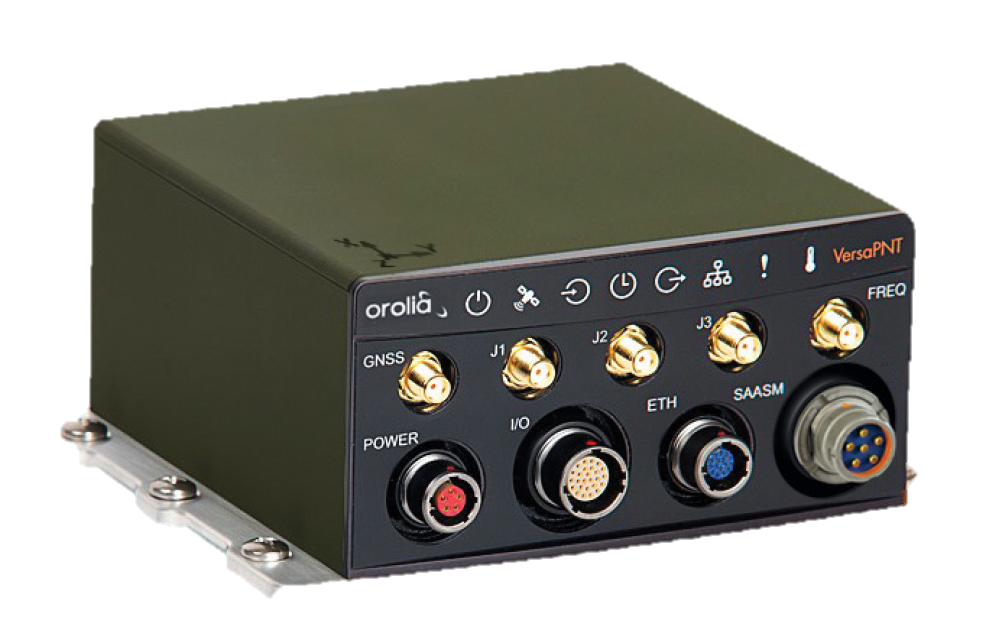 orolia
VersaPNT
GNSS
J1
J2
J3
FREQ
POWER
I/O
ETH
SAASM
X
Y
Z